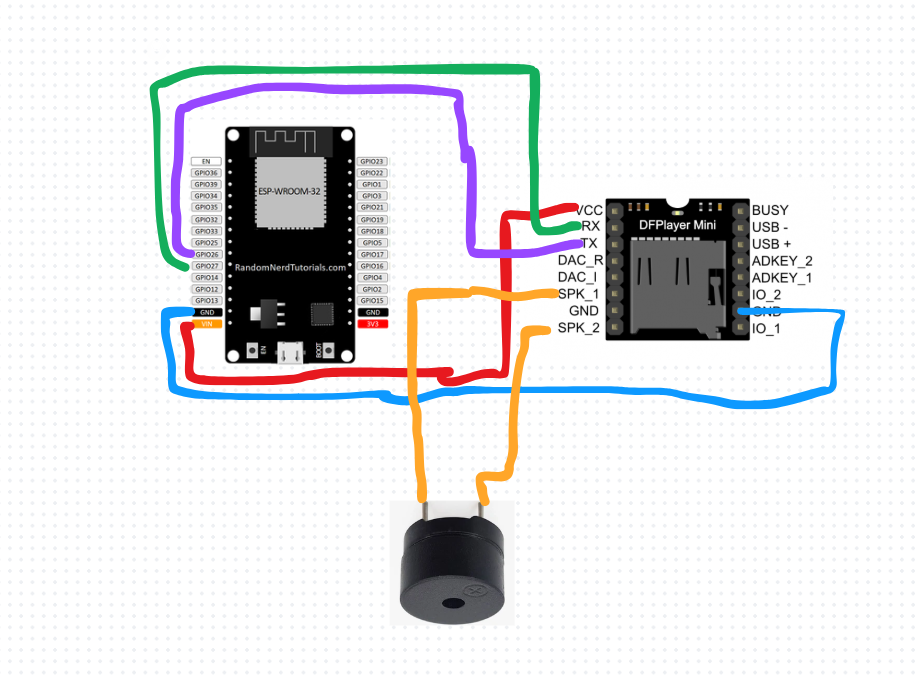 EN
GPIO36
GPIO39
GPIO34
GPIO35
GPIO32
GPIO33
GPIO25
GPIO26
GPIO27
GPIO14
GPIO12
GPIO13
GND
VIN
ESP-WROOM-32
RandomNerdTutorials.com
EN
BOOT
GPIO23
GPIO22
GPIO1
GPIO3
GPIO21
GPIO19
GPIO18
GPIO5
GPIO17
GPIO16
GPIO4
GPIO2
GPIO15
GND
3V3
VCC
RX
TX
DAC_R
DAC_I
SPK_1
GND
SPK_2
DFPlayer Mini
BUSY
USB -
USB +
ADKEY_2
ADKEY_1
IO_2
GND
IO_1